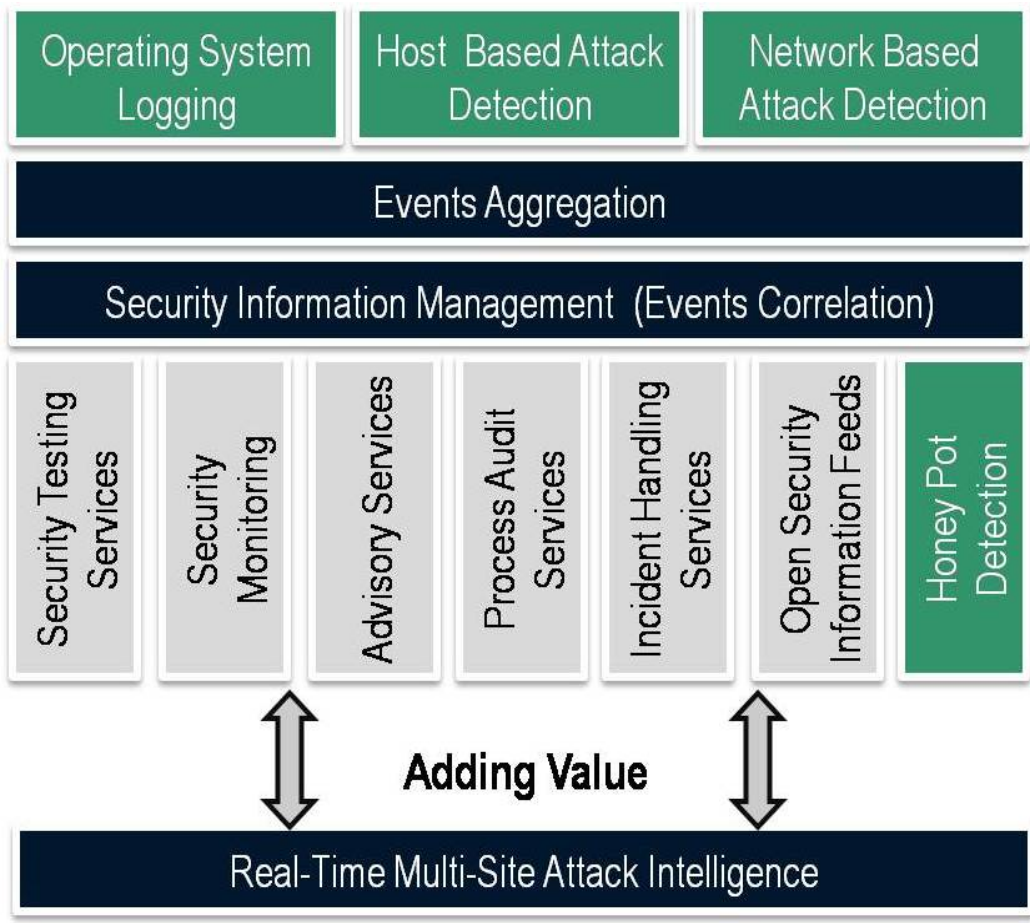 Operating System
Logging
Host Based Attack
Detection
Network Based
Attack Detection
Events Aggregation
Security Information Management (Events Correlation)
Security Testing
Services
Security
Monitoring
Advisory Services
Process Audit
Services
Incident Handling
Services
Open Security
Information Feeds
Honey Pot
Detection
Adding Value
Real-Time Multi-Site Attack Intelligence